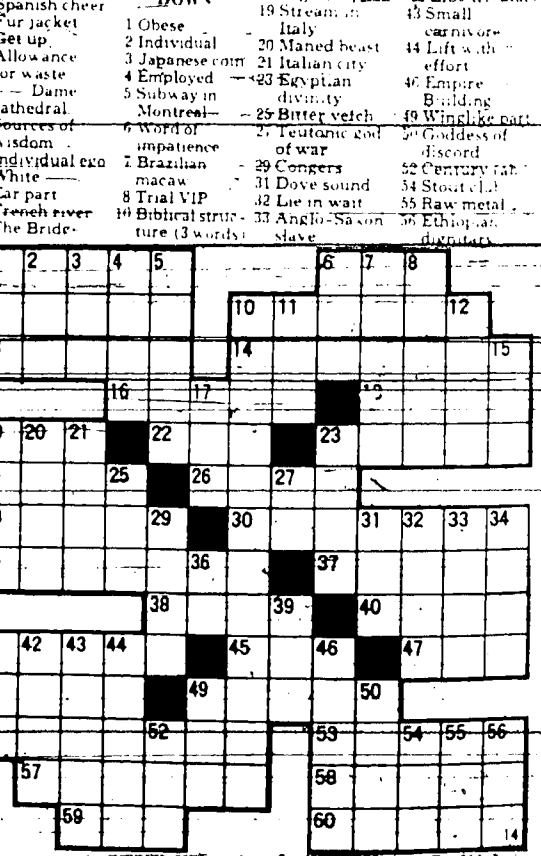 Spanish cheer
Fur jacket
Get up
Allowance
for waste
— Dame
cathedral
Sources of
wisdom
Individual ego
White —
Car part
French river
The Bride-
DOWN
1 Obese
2 Individual
3 Japanese coin
4 Employed
5 Subway in
Montreal
6 Word of
impatience
7 Brazilian
macaw
8 Trial VIP
10 Biblical struc-
ture (3 words)
19 Stream in
Italy
20 Maned beast
21 Italian city
23 Egyptian
divinity
25 Bitter vetch
27 Teutonic god
of war
29 Congers
31 Dove sound
32 Lie in wait
33 Anglo-Saxon
slave
43 Small
carnivore
44 Lift with
effort
46 Empire
Building
49 Winglike part
50 Goddess of
discord
52 Century
54 Stout
55 Raw metal
56 Ethiopian
dignitary
2 3 4 5 6 7 8
10 11 12
14 15
16 17
20 21 22 23
25 26 27
29 30 31 32 33 34
36 37
38 39 40
42 43 44 45 46 47
49 50
52 53 54 55 56
57 58
59 60
14